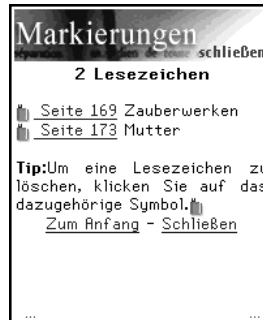 Markierungen
schließen
2 Lesezeichen
Seite 169 Zauberwerken
Seite 173 Mutter
Tip:Um eine Lesezeichen zu
löschen, klicken Sie auf das
dazugehörige Symbol.
Zum Anfang - Schließen